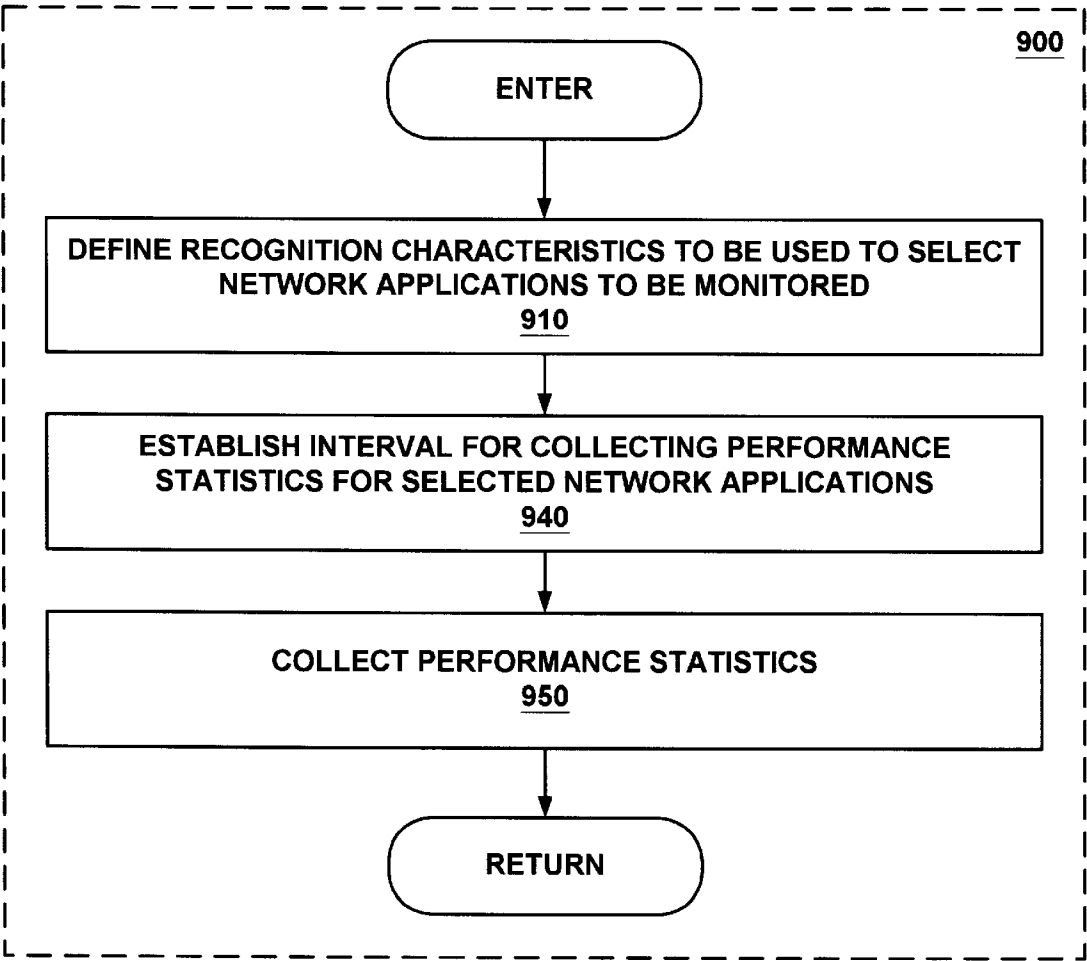 900
ENTER
DEFINE RECOGNITION CHARACTERISTICS TO BE USED TO SELECT
NETWORK APPLICATIONS TO BE MONITORED
910
ESTABLISH INTERVAL FOR COLLECTING PERFORMANCE
STATISTICS FOR SELECTED NETWORK APPLICATIONS
940
COLLECT PERFORMANCE STATISTICS
950
RETURN